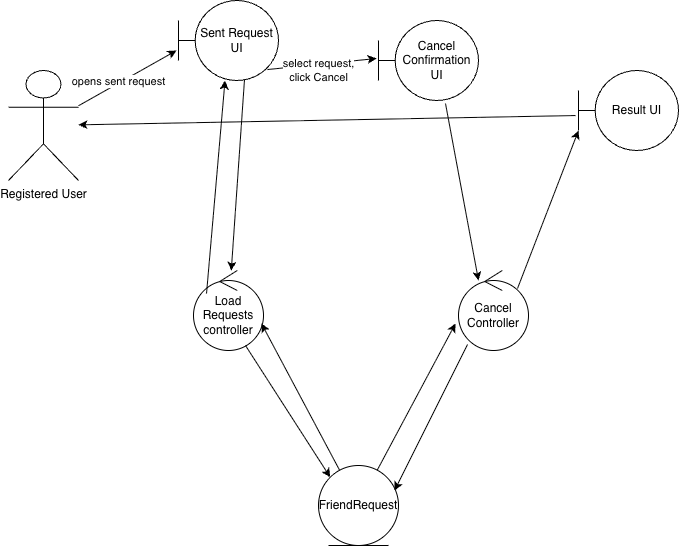 Sent Request
UI
Cancel
Confirmation
UI
select request,
click Cancel
opens sent request
Result UI
Registered User
Load
Requests
controller
Cancel
Controller
FriendRequest